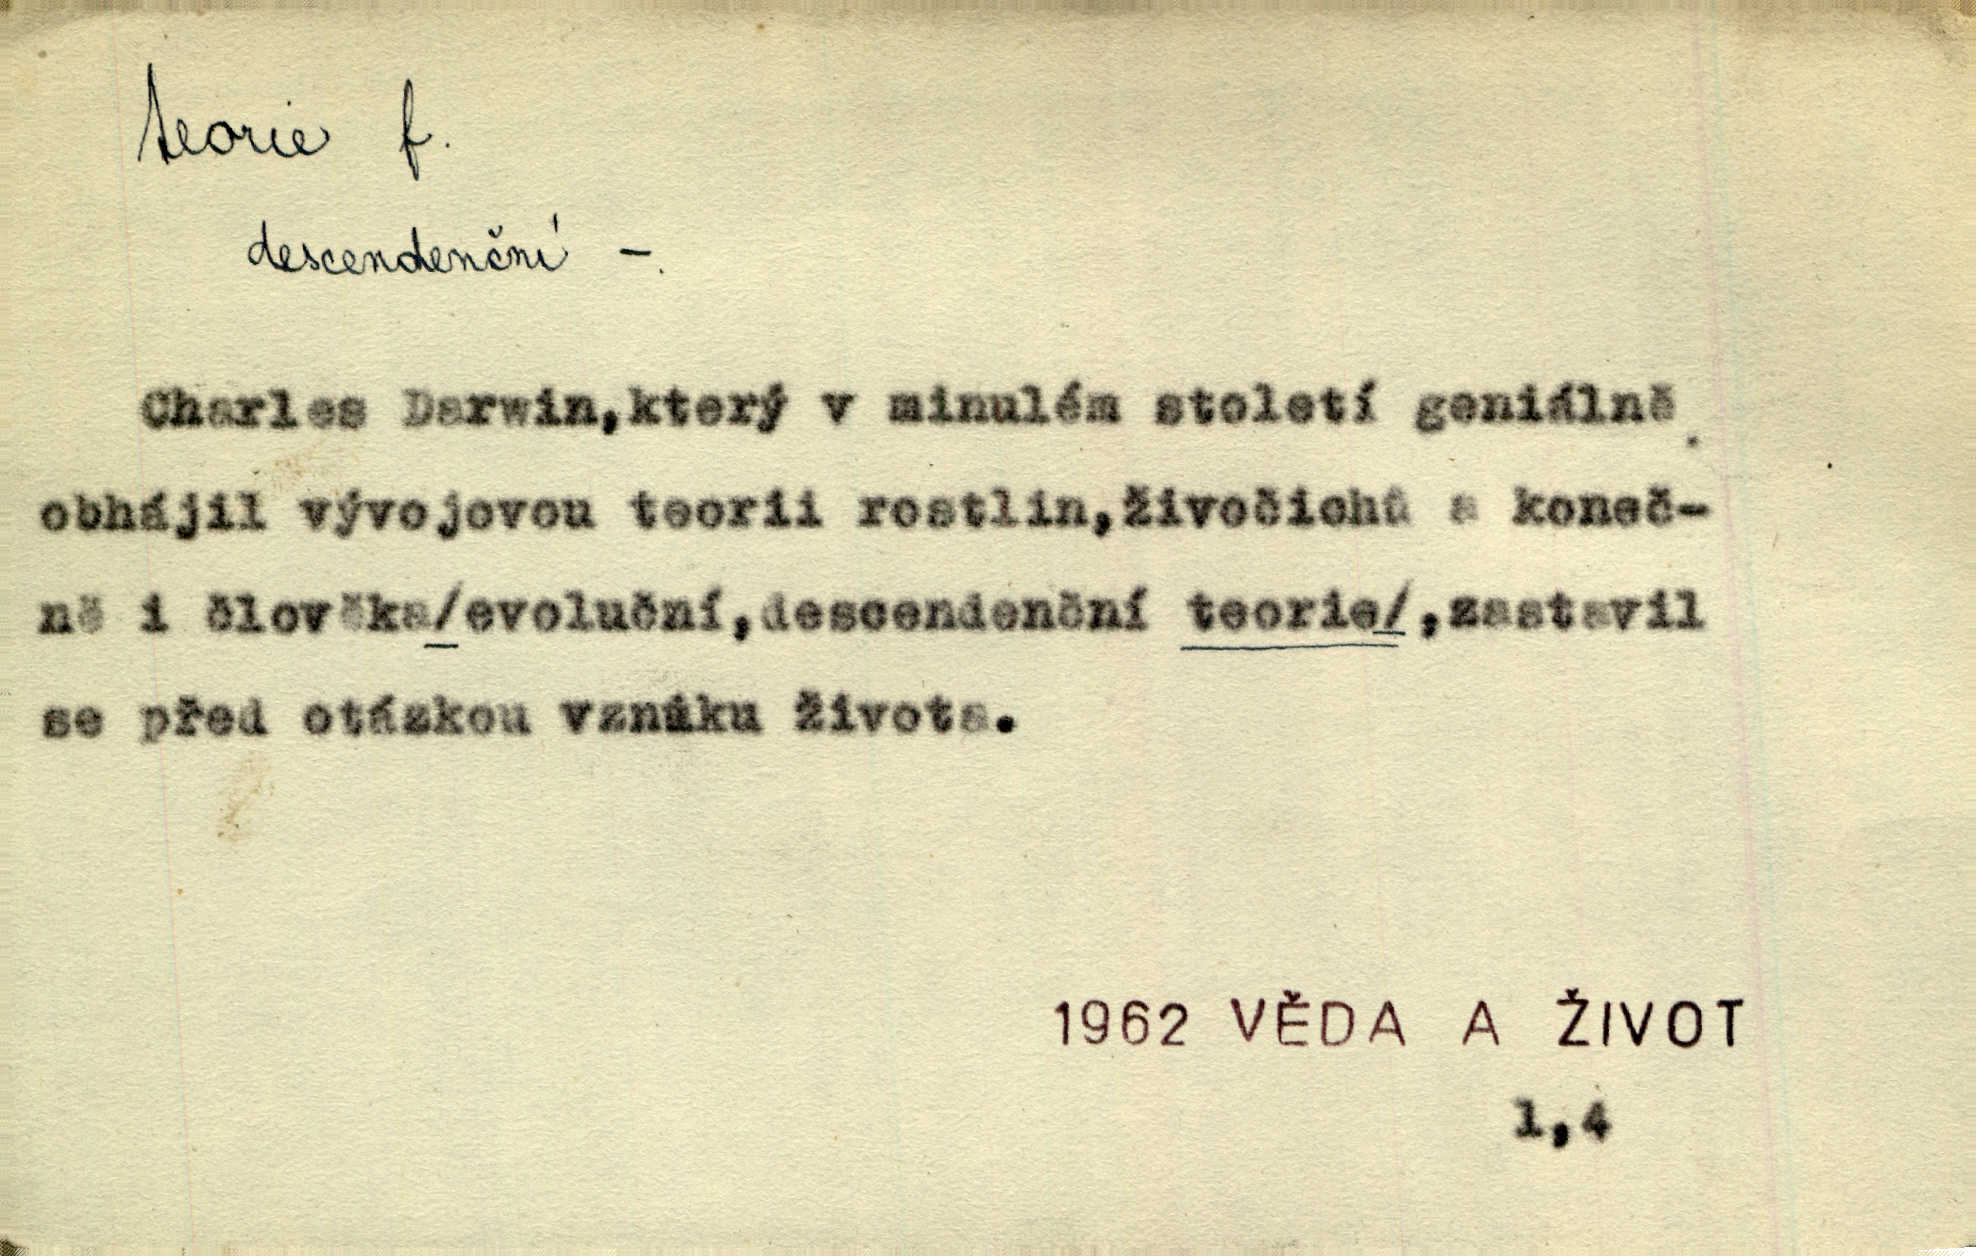 teorie f.
descendenční -.
Charles Darwin,který v minulém století geniálně
obhájil vývojovou teorii rostlin,živočichů a koneč-
ně i člověka/evoluční,descendenční teorie/,zastavil
se před otázkou vzniku života.
1962 VĚDA A ŽIVOT
1,4